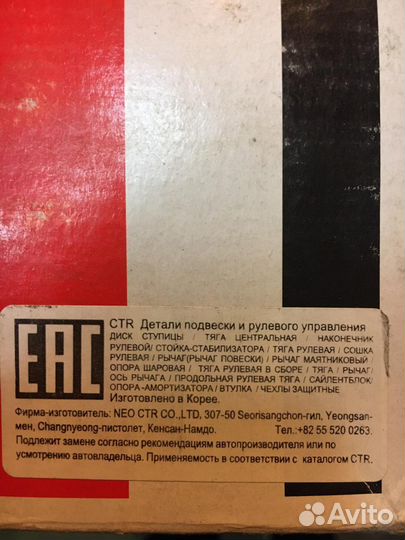 EAC
CTR Детали подвески и рулевого управления
ДИСК СТУПИЦЫ / ТЯГА ЦЕНТРАЛЬНАЯ / НАКОНЕЧНИК
РУЛЕВОЙ/ СТОЙКА-СТАБИЛИЗАТОРА / ТЯГА РУЛЕВАЯ / СОШКА
РУЛЕВАЯ / РЫЧАГ(РЫЧАГ ПОВЕСКИ) / РЫЧАГ МАЯТНИКОВЫЙ /
ОПОРА ШАРОВАЯ / ТЯГА РУЛЕВАЯ В СБОРЕ / ТЯГА / РЫЧАГ/
ОСЬ РЫЧАГА / ПРОДОЛЬНАЯ РУЛЕВАЯ ТЯГА / САЙЛЕНТБЛОК/
ОПОРА-АМОРТИЗАТОРА / ВТУЛКА / ЧЕХЛЫ ЗАЩИТНЫЕ
Изготовлено в Корее.
Фирма-изготовитель: NEO CTR CO.,LTD, 307-50 Seorisangchon-гил, Yeongsan-
мен, Changnyeong-пистолет, Кенсан-Намдо. Тел.:+82 55 520 0263.
Подлежит замене согласно рекомендациям автопроизводителя или по
усмотрению автовладельца. Применяемость в соответствии с каталогом CTR.
Avito